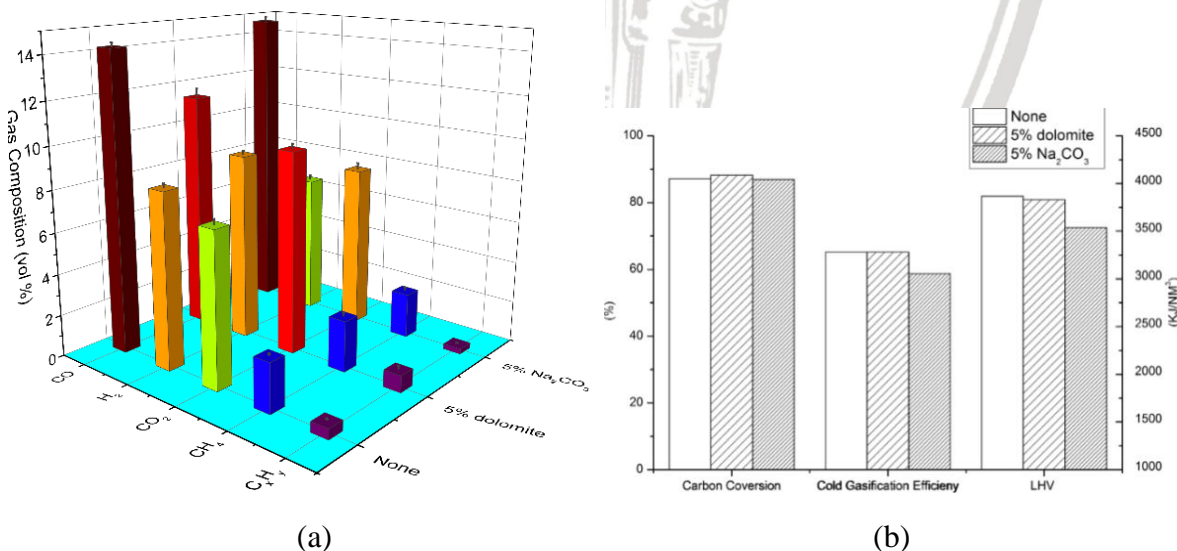 Gas Composition (vol %)
14
12
10
8
6
4
2
0
CO
H₂
CO₂
CH₄
CₓHᵧ
None
5% dolomite
5% Na₂CO₃
(a)
None
5% dolomite
5% Na₂CO₃
100
80
60
40
20
0
(%)
4500
4000
3500
3000
2500
2000
1500
1000
(KJ/NM³)
Carbon Coversion
Cold Gasification Efficieny
LHV
(b)